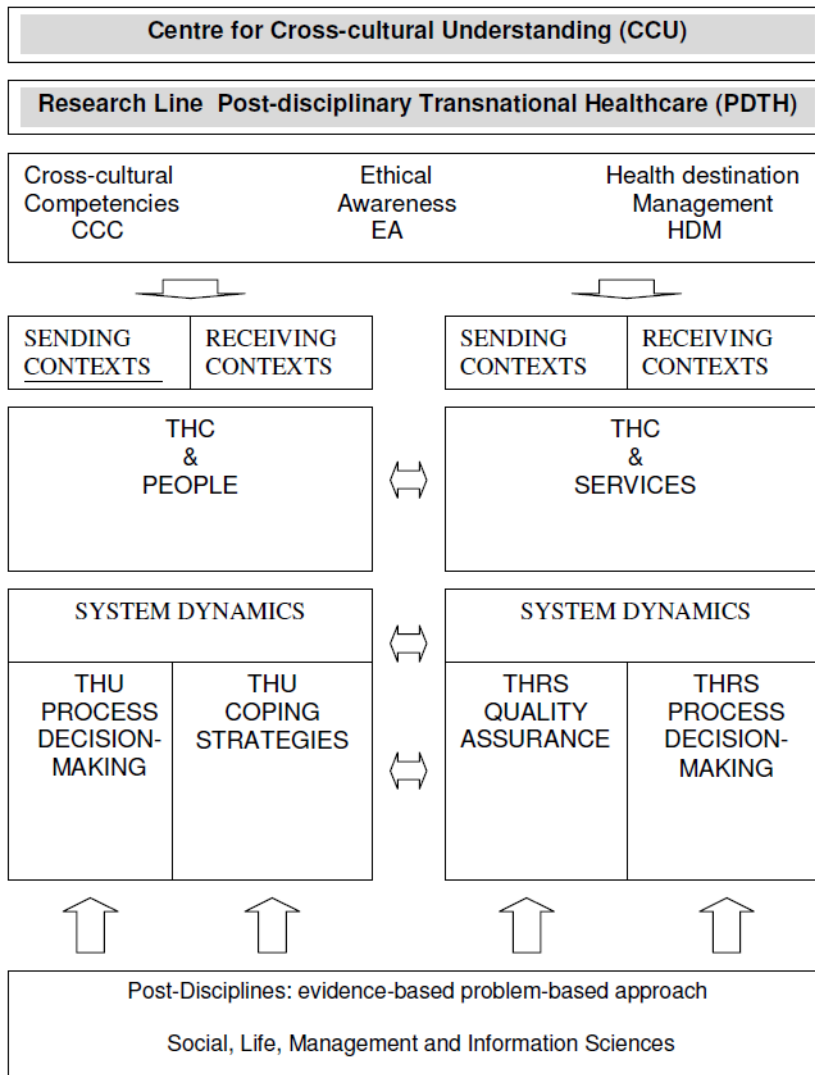 Centre for Cross-cultural Understanding (CCU)
Research Line Post-disciplinary Transnational Healthcare (PDTH)
Cross-cultural
Competencies
CCC
Ethical
Awareness
EA
Health destination
Management
HDM
SENDING
CONTEXTS
RECEIVING
CONTEXTS
SENDING
CONTEXTS
RECEIVING
CONTEXTS
THC
&
PEOPLE
THC
&
SERVICES
SYSTEM DYNAMICS
SYSTEM DYNAMICS
THU
PROCESS
DECISION-
MAKING
THU
COPING
STRATEGIES
THRS
QUALITY
ASSURANCE
THRS
PROCESS
DECISION-
MAKING
Post-Disciplines: evidence-based problem-based approach
Social, Life, Management and Information Sciences